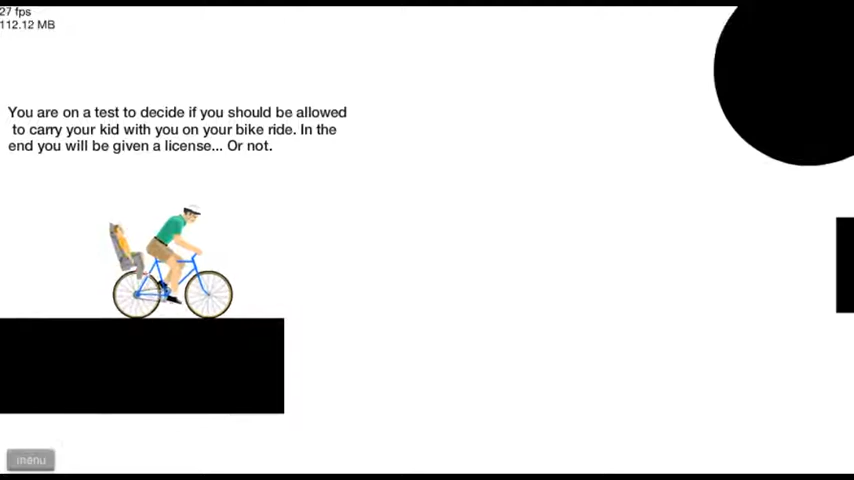 27 fps
112.12 MB
You are on a test to decide if you should be allowed
to carry your kid with you on your bike ride. In the
end you will be given a license... Or not.
menu